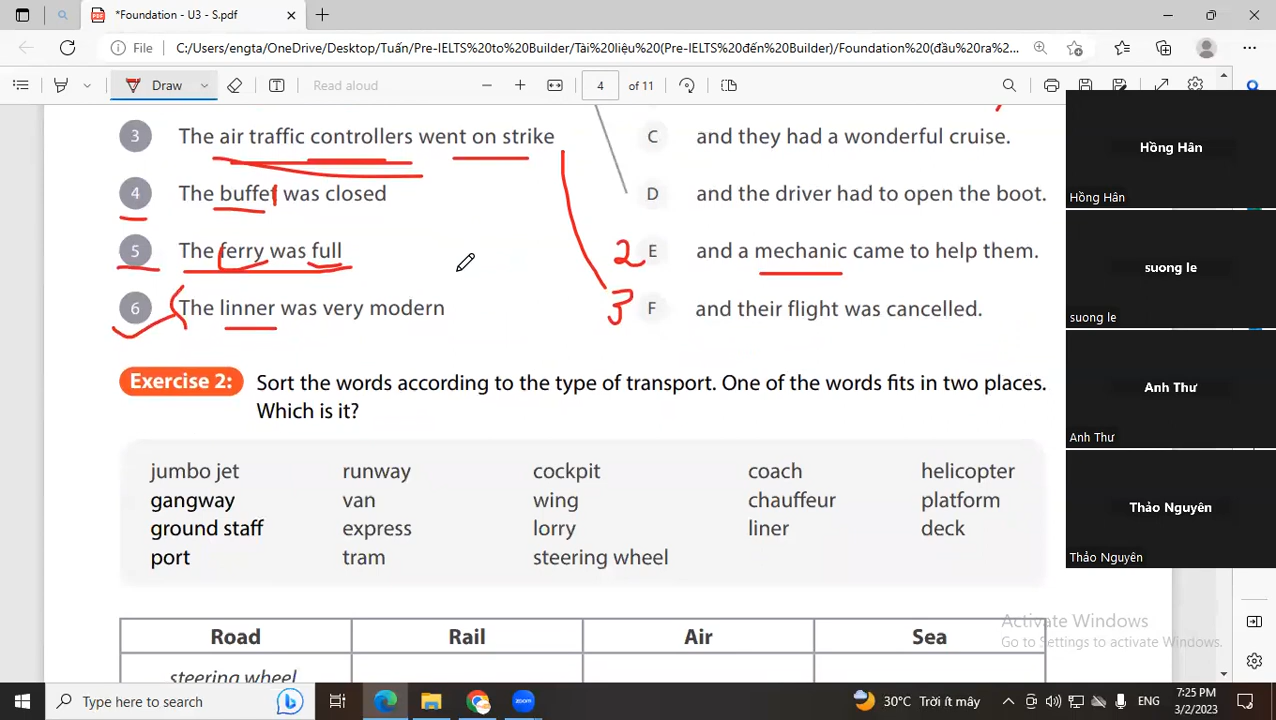 *Foundation - U3 - S.pdf
File C:/Users/engta/OneDrive/Desktop/Tuấn/Pre-IELTS%20to%20Builder/Tài%20liệu%20(Pre-IELTS%20đến%20Builder)/Foundation%20(đầu%20ra%2...
Draw Read aloud 4 of 11
3 The air traffic controllers went on strike C and they had a wonderful cruise.
4 The buffet was closed D and the driver had to open the boot.
5 The ferry was full 2 E and a mechanic came to help them.
6 The linner was very modern 3 F and their flight was cancelled.
Exercise 2: Sort the words according to the type of transport. One of the words fits in two places.
Which is it?
jumbo jet runway cockpit coach helicopter
gangway van wing chauffeur platform
ground staff express lorry liner deck
port tram steering wheel
Road Rail Air Sea
steering wheel
Hồng Hân
Hồng Hân
suong le
suong le
Anh Thư
Anh Thư
Thảo Nguyên
Thảo Nguyên
Activate Windows
Go to Settings to activate Windows.
Type here to search zoom 30°C Trời ít mây ENG 7:25 PM
3/2/2023